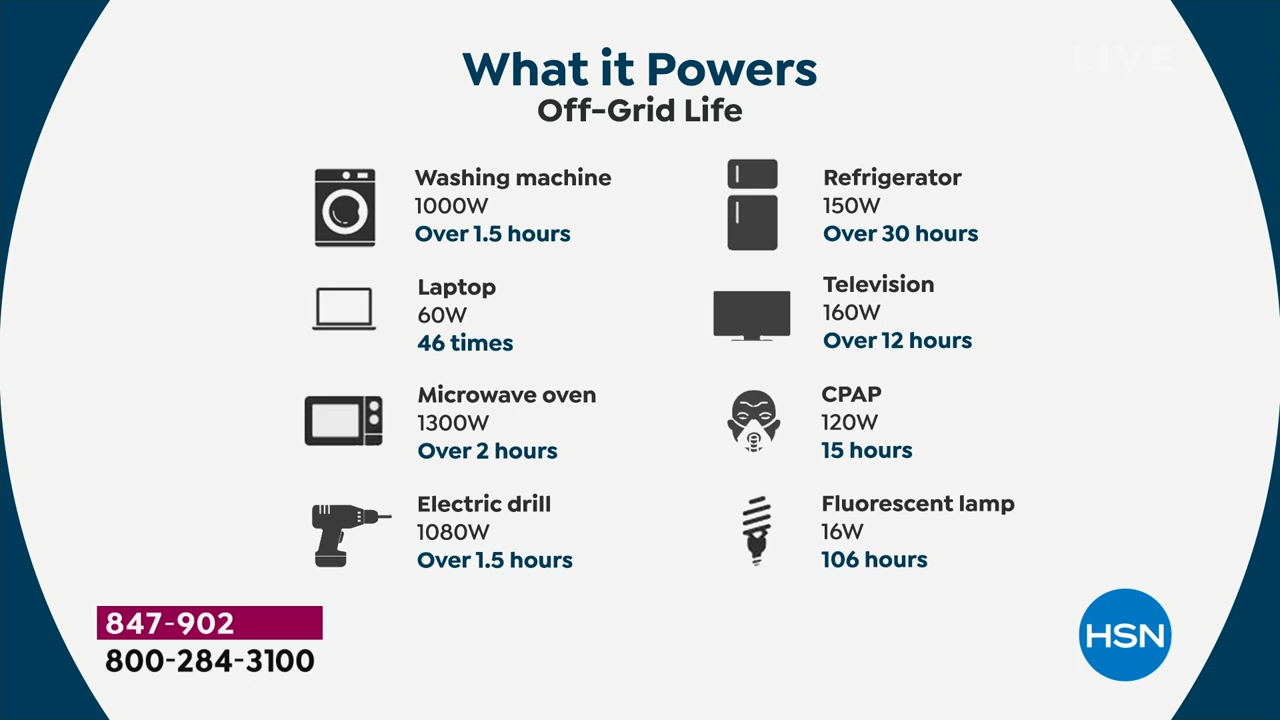 LIVE
What it Powers
Off-Grid Life
Washing machine
1000W
Over 1.5 hours
Refrigerator
150W
Over 30 hours
Laptop
60W
46 times
Television
160W
Over 12 hours
Microwave oven
1300W
Over 2 hours
CPAP
120W
15 hours
Electric drill
1080W
Over 1.5 hours
Fluorescent lamp
16W
106 hours
847-902
800-284-3100
HSN